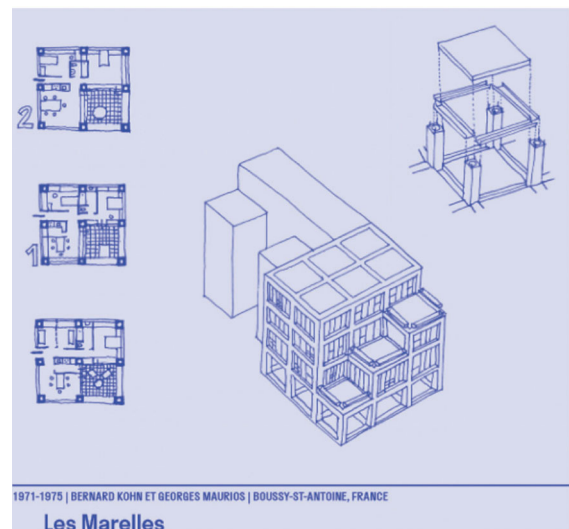 2
1
1971-1975 | BERNARD KOHN ET GEORGES MAURIOS | BOUSSY-ST-ANTOINE, FRANCE
Les Marelles